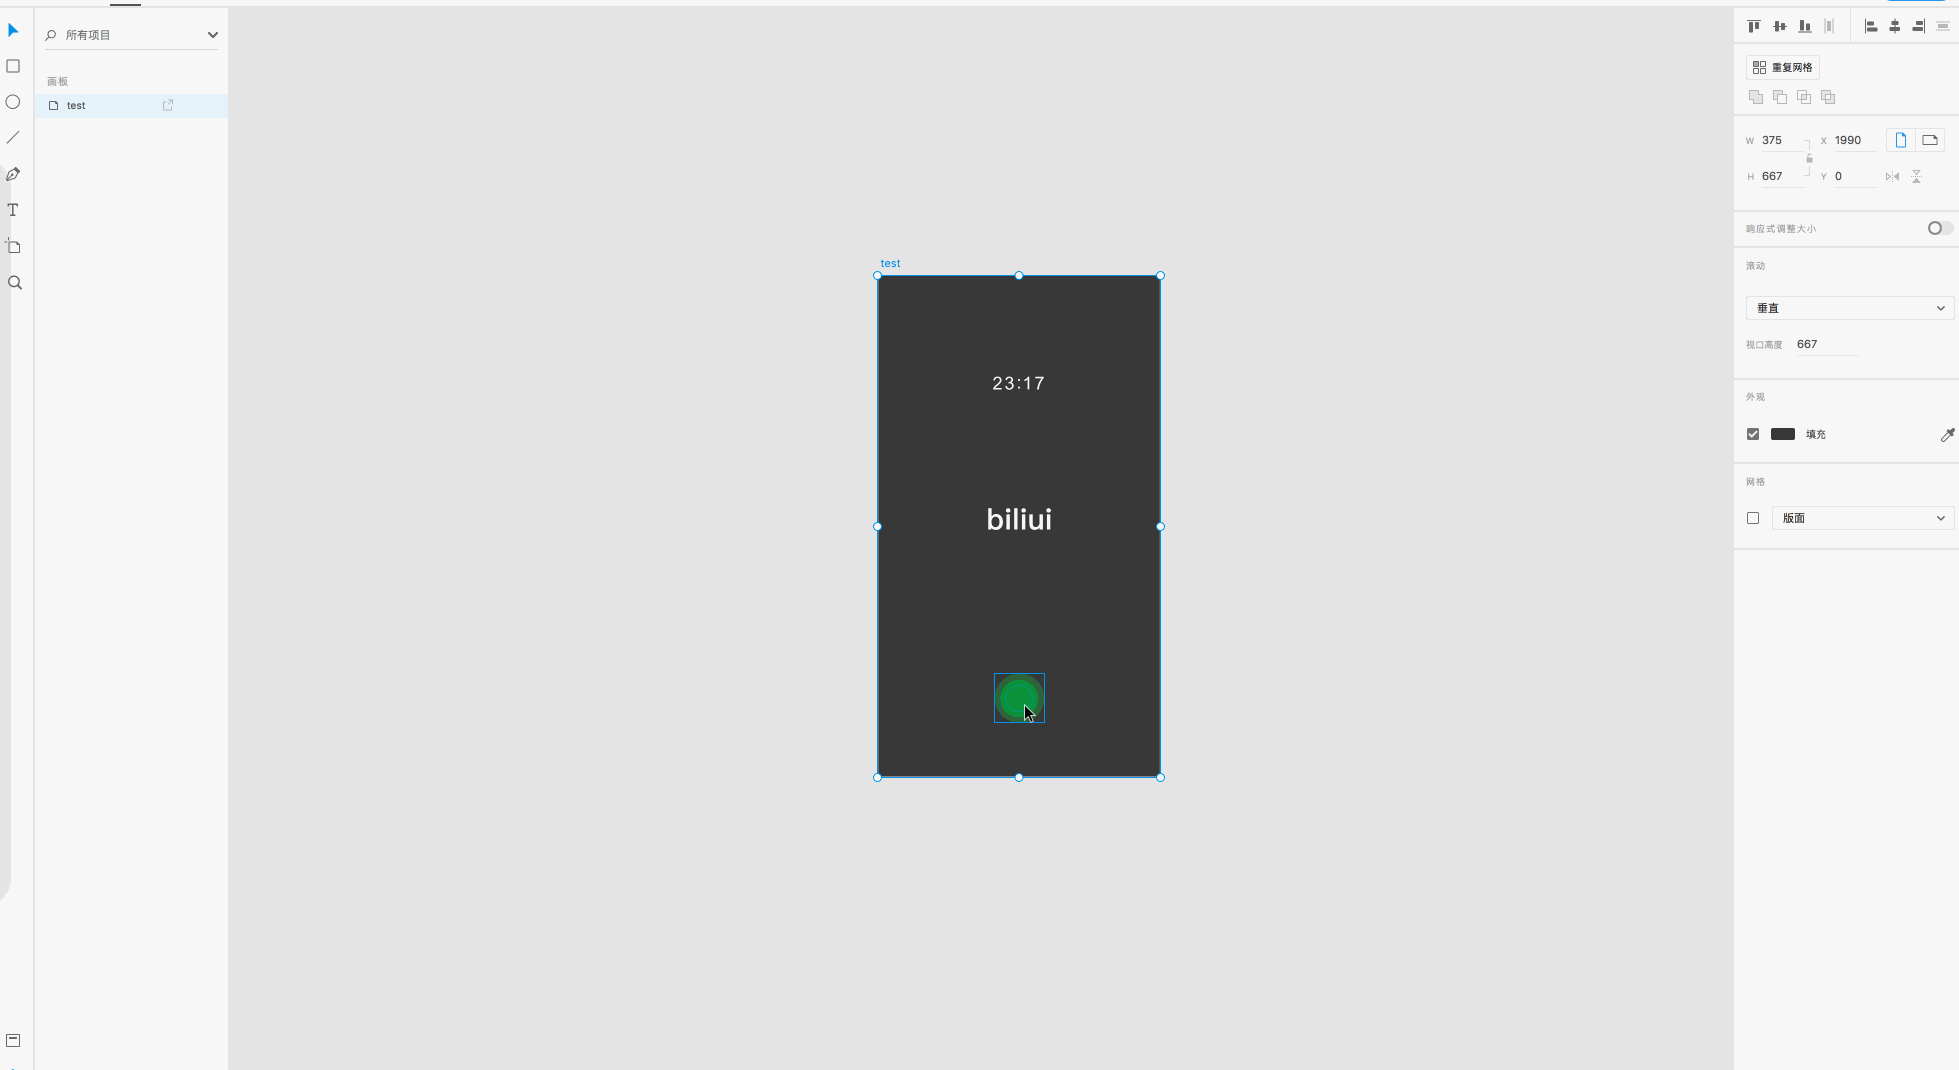 所有项目
画板
test
test
23:17
biliui
重复网格
W 375 X 1990
H 667 Y 0
响应式调整大小
滚动
垂直
视口高度 667
外观
填充
网格
版面